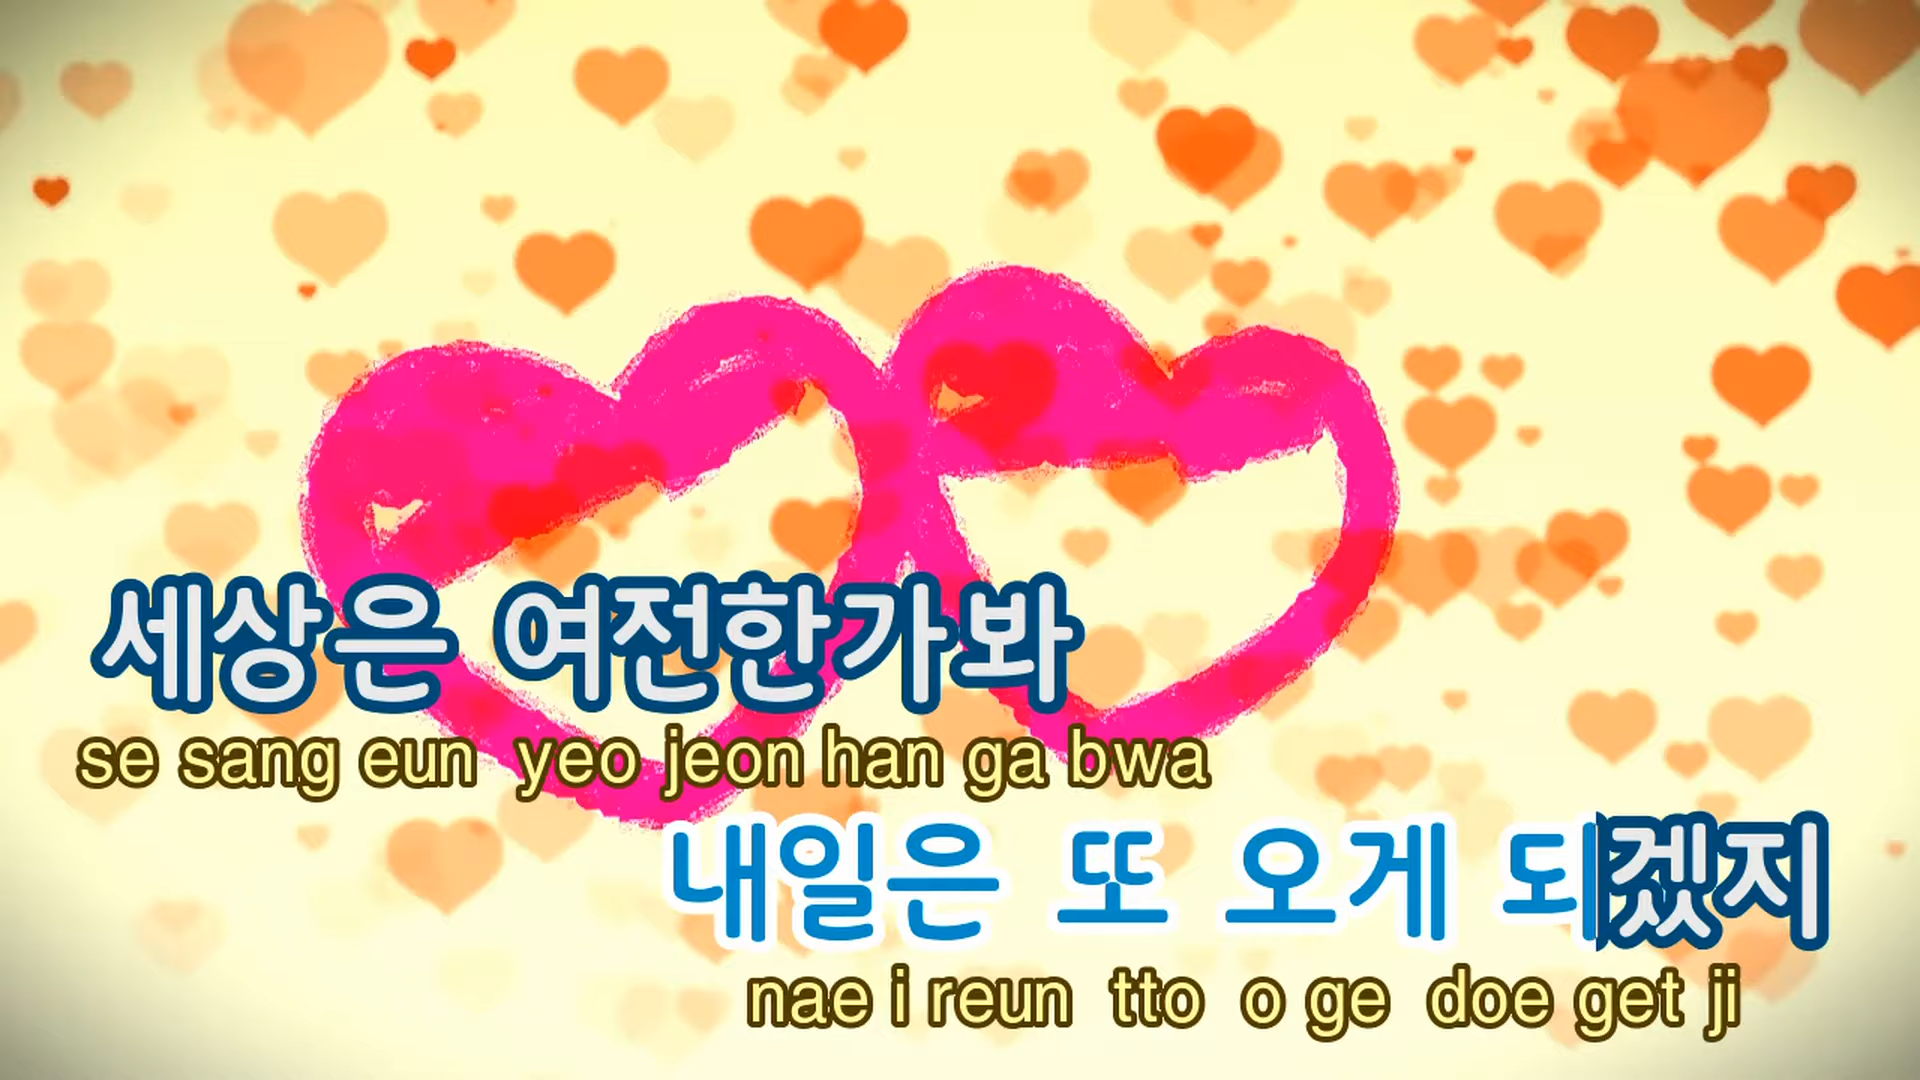 세상은 여전한가봐
se sang eun yeo jeon han ga bwa
내일은 또 오게 되겠지
nae i reun tto o ge doe get ji